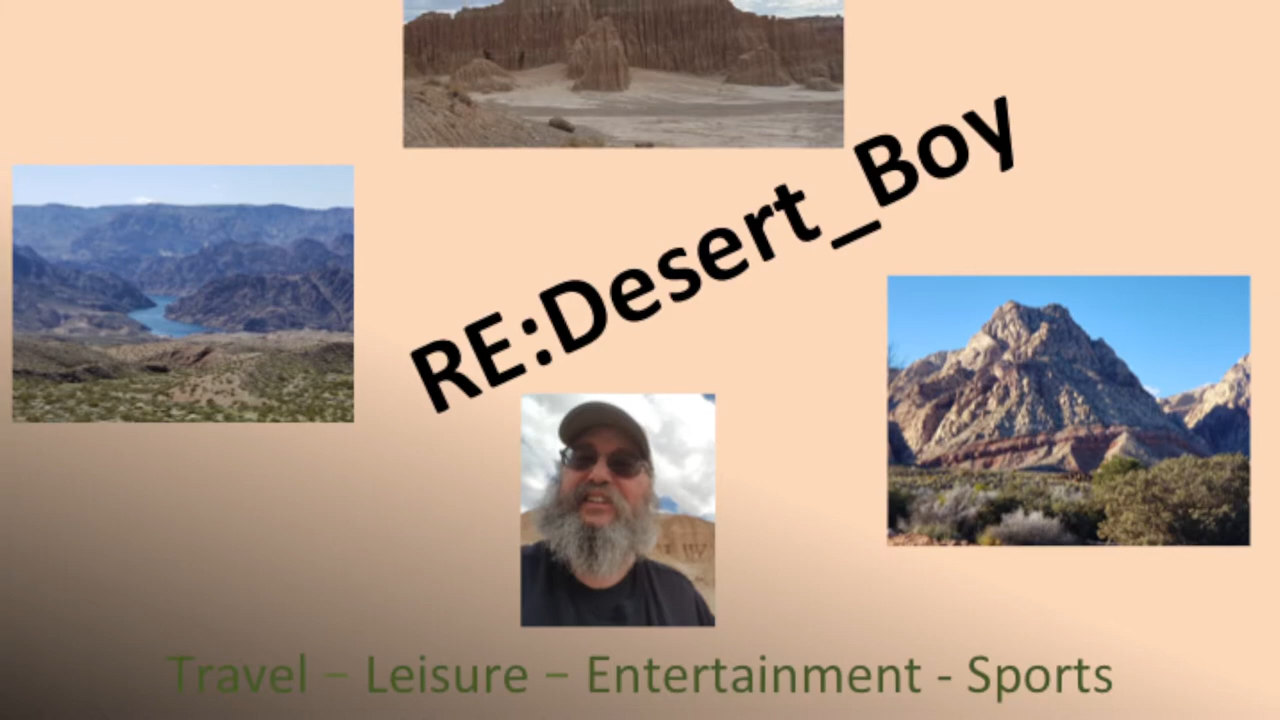 RE:Desert_Boy
Travel – Leisure – Entertainment - Sports